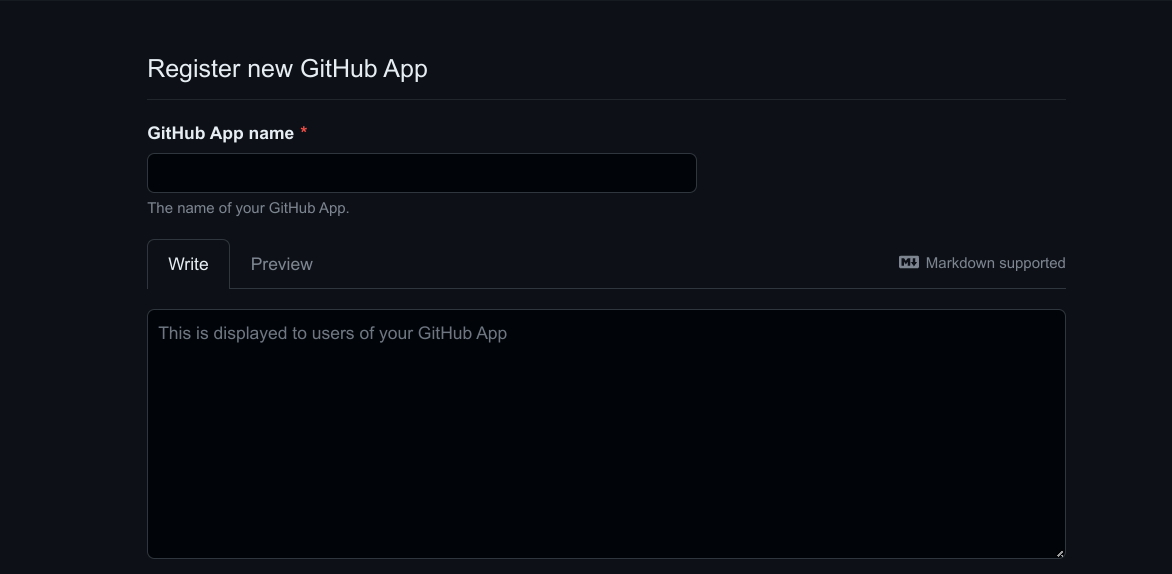 Register new GitHub App
GitHub App name *
The name of your GitHub App.
Write Preview Markdown supported
This is displayed to users of your GitHub App